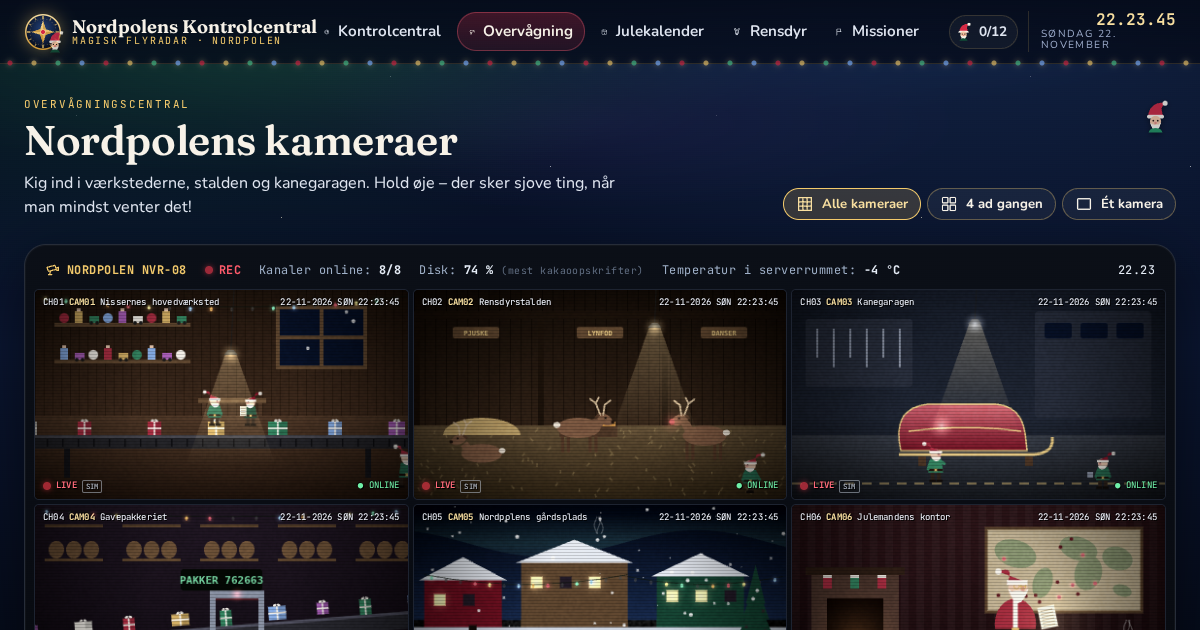 Nordpolens Kontrolcentral
MAGISK FLYRADAR · NORDPOLEN
Kontrolcentral
Overvågning
Julekalender
Rensdyr
Missioner
0/12
22.23.45
SØNDAG 22. NOVEMBER
OVERVÅGNINGSCENTRAL
Nordpolens kameraer
Kig ind i værkstederne, stalden og kanegaragen. Hold øje – der sker sjove ting, når
man mindst venter det!
Alle kameraer
4 ad gangen
Ét kamera
NORDPOLEN NVR-08
REC
Kanaler online: 8/8
Disk: 74 % (mest kakaoopskrifter)
Temperatur i serverrummet: -4 °C
22.23
CH01 CAM01 Nissernes hovedværksted
22-11-2026 SØN 22:23:45
LIVE SIM
ONLINE
CH02 CAM02 Rensdyrstalden
22-11-2026 SØN 22:23:45
PJUSKE
LYNFOD
DANSER
LIVE SIM
ONLINE
CH03 CAM03 Kanegaragen
22-11-2026 SØN 22:23:45
LIVE SIM
ONLINE
CH04 CAM04 Gavepakkeriet
22-11-2026 SØN 22:23:45
PAKKER 762663
CH05 CAM05 Nordpolens gårdsplads
22-11-2026 SØN 22:23:45
CH06 CAM06 Julemandens kontor
22-11-2026 SØN 22:23:45